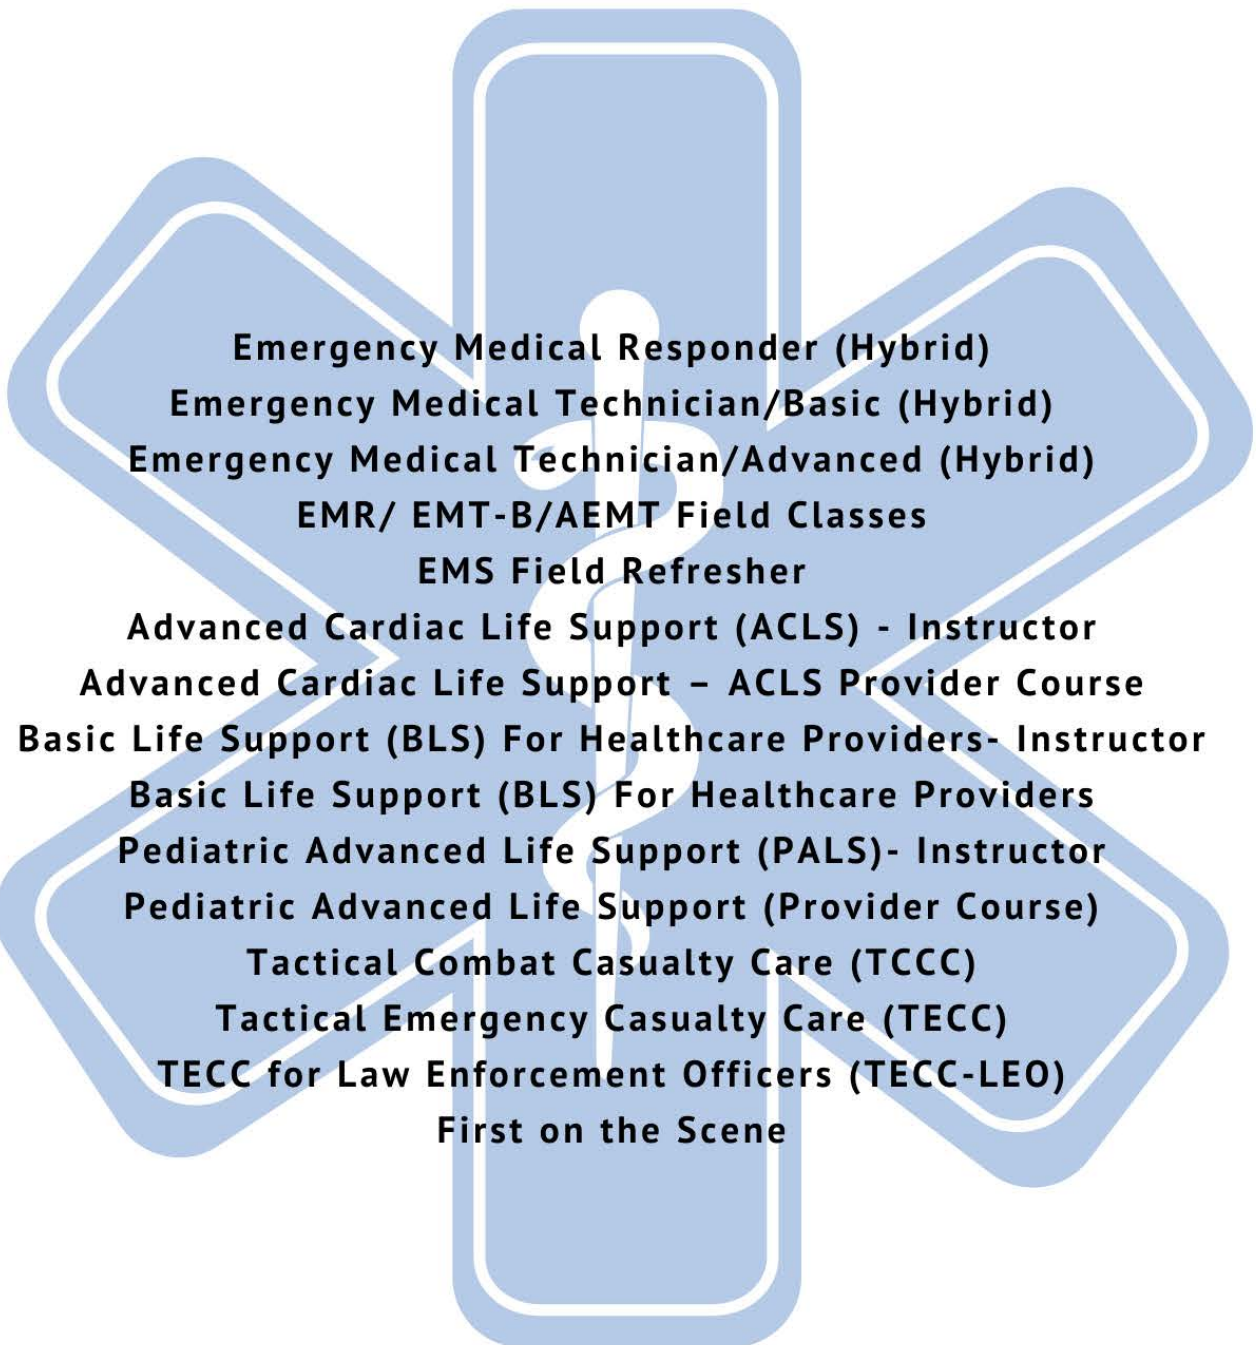 Emergency Medical Responder (Hybrid)
Emergency Medical Technician/Basic (Hybrid)
Emergency Medical Technician/Advanced (Hybrid)
EMR/ EMT-B/AEMT Field Classes
EMS Field Refresher
Advanced Cardiac Life Support (ACLS) - Instructor
Advanced Cardiac Life Support – ACLS Provider Course
Basic Life Support (BLS) For Healthcare Providers- Instructor
Basic Life Support (BLS) For Healthcare Providers
Pediatric Advanced Life Support (PALS)- Instructor
Pediatric Advanced Life Support (Provider Course)
Tactical Combat Casualty Care (TCCC)
Tactical Emergency Casualty Care (TECC)
TECC for Law Enforcement Officers (TECC-LEO)
First on the Scene